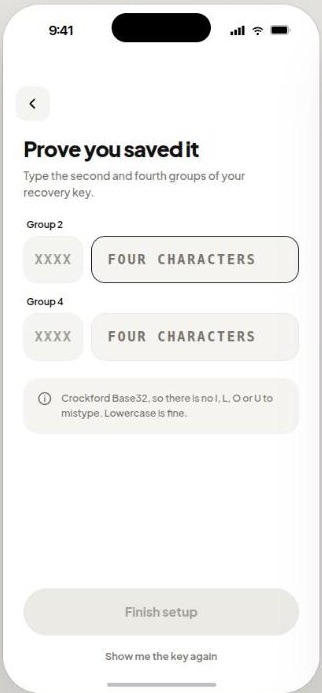 9:41
Prove you saved it
Type the second and fourth groups of your
recovery key.
Group 2
XXXX FOUR CHARACTERS
Group 4
XXXX FOUR CHARACTERS
Crockford Base32, so there is no I, L, O or U to
mistype. Lowercase is fine.
Finish setup
Show me the key again